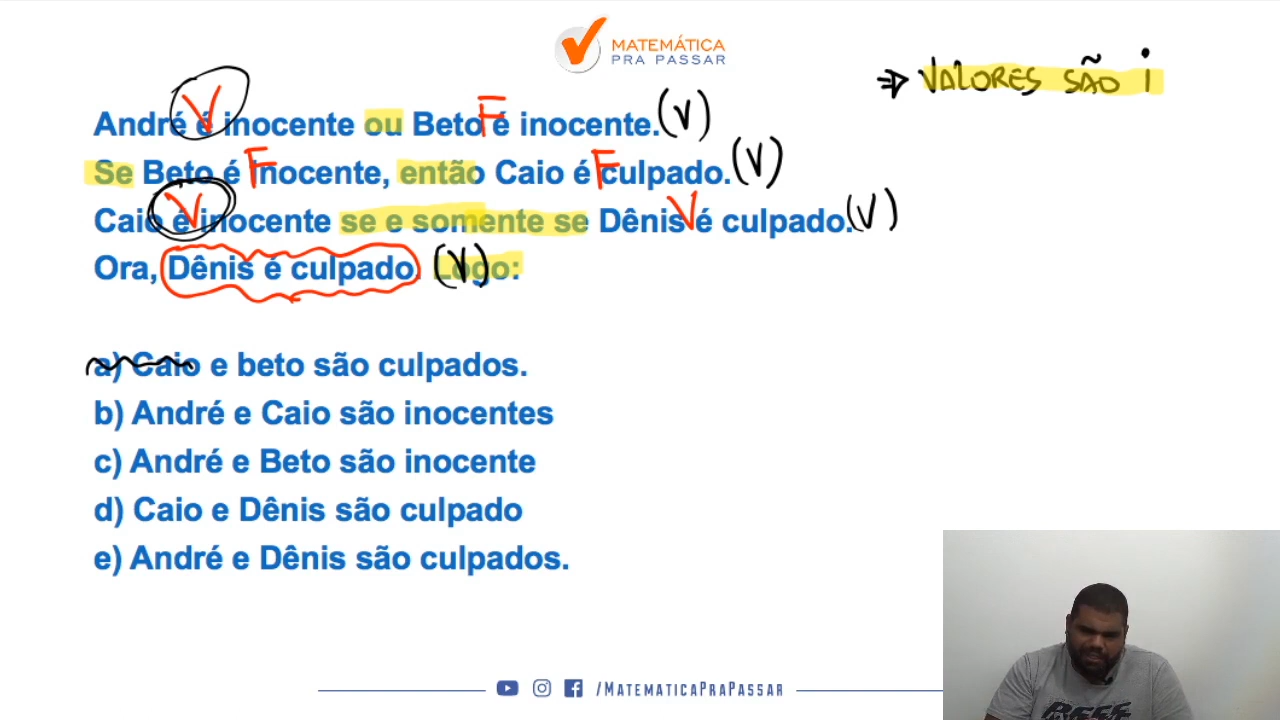 MATEMÁTICA
PRA PASSAR
⇒ VALORES SÃO i
V F
André é inocente ou Beto é inocente. (V)
F F
Se Beto é inocente, então Caio é culpado. (V)
V V
Caio é inocente se e somente se Dênis é culpado. (V)
Ora, Dênis é culpado. (V) Logo:
a) Caio e beto são culpados.
b) André e Caio são inocentes
c) André e Beto são inocente
d) Caio e Dênis são culpado
e) André e Dênis são culpados.
/MATEMATICAPRAPASSAR